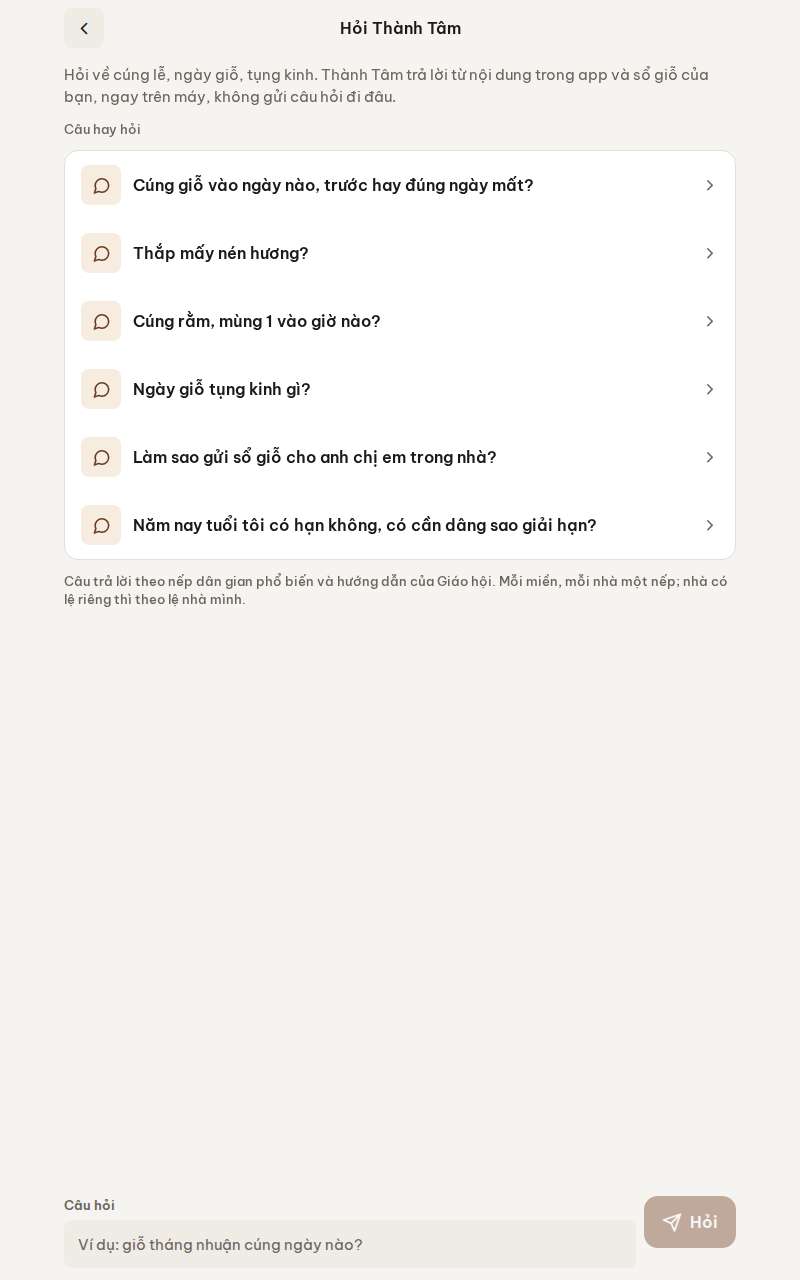 Hỏi Thành Tâm
Hỏi về cúng lễ, ngày giỗ, tụng kinh. Thành Tâm trả lời từ nội dung trong app và sổ giỗ của
bạn, ngay trên máy, không gửi câu hỏi đi đâu.
Câu hay hỏi
Cúng giỗ vào ngày nào, trước hay đúng ngày mất?
Thắp mấy nén hương?
Cúng rằm, mùng 1 vào giờ nào?
Ngày giỗ tụng kinh gì?
Làm sao gửi sổ giỗ cho anh chị em trong nhà?
Năm nay tuổi tôi có hạn không, có cần dâng sao giải hạn?
Câu trả lời theo nếp dân gian phổ biến và hướng dẫn của Giáo hội. Mỗi miền, mỗi nhà một nếp; nhà có
lệ riêng thì theo lệ nhà mình.
Câu hỏi
Ví dụ: giỗ tháng nhuận cúng ngày nào?
Hỏi